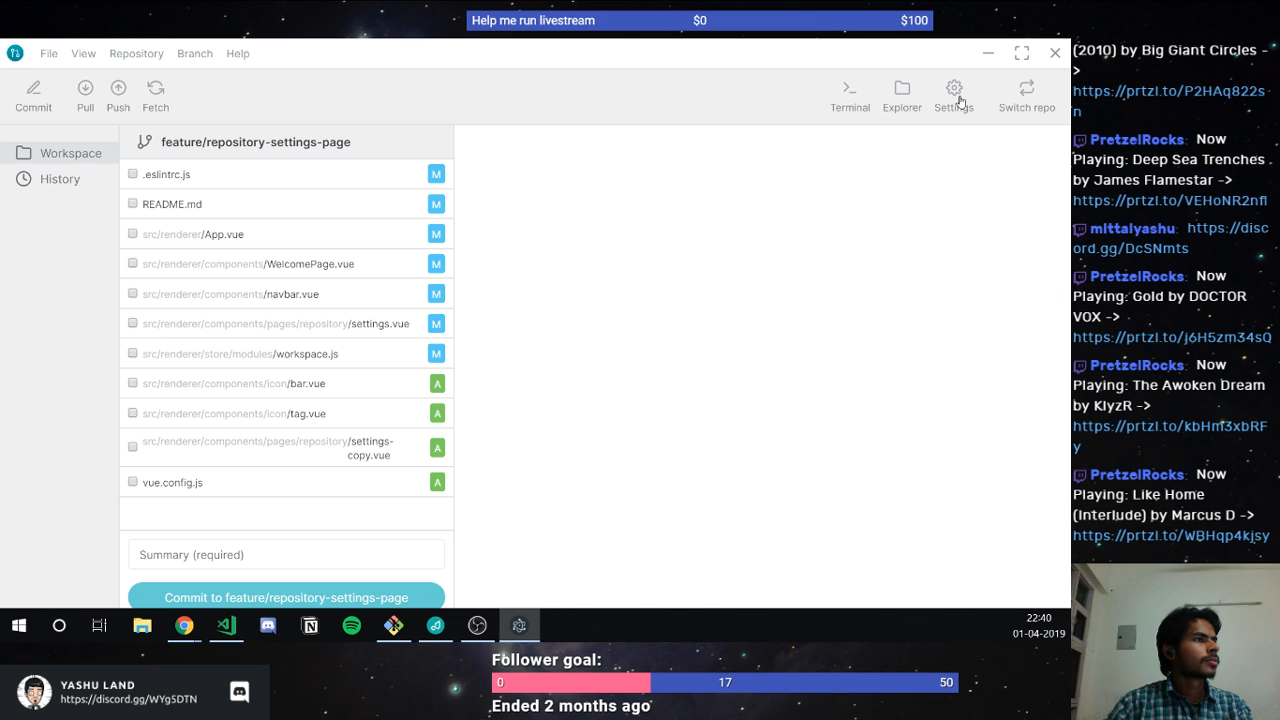 Help me run livestream $0 $100
File View Repository Branch Help
Commit Pull Push Fetch Terminal Explorer Settings Switch repo
Workspace
History
feature/repository-settings-page
.eslintrc.js M
README.md M
src/renderer/App.vue M
src/renderer/components/WelcomePage.vue M
src/renderer/components/navbar.vue M
src/renderer/components/pages/repository/settings.vue M
src/renderer/store/modules/workspace.js M
src/renderer/components/icon/bar.vue A
src/renderer/components/icon/tag.vue A
src/renderer/components/pages/repository/settings-
copy.vue A
vue.config.js A
Summary (required)
Commit to feature/repository-settings-page
(2010) by Big Giant Circles -
>
https://prtzl.to/P2HAq822s
n
PretzelRocks: Now
Playing: Deep Sea Trenches
by James Flamestar ->
https://prtzl.to/VEHoNR2nfl
mittalyashu: https://disc
ord.gg/DcSNmts
PretzelRocks: Now
Playing: Gold by DOCTOR
VOX ->
https://prtzl.to/j6H5zm34sQ
PretzelRocks: Now
Playing: The Awoken Dream
by KlyzR ->
https://prtzl.to/kbHm3xbRF
y
PretzelRocks: Now
Playing: Like Home
(Interlude) by Marcus D ->
https://prtzl.to/WBHqp4kjsy
22:40
01-04-2019
YASHU LAND
https://discord.gg/WYg5DTN
Follower goal:
0 17 50
Ended 2 months ago